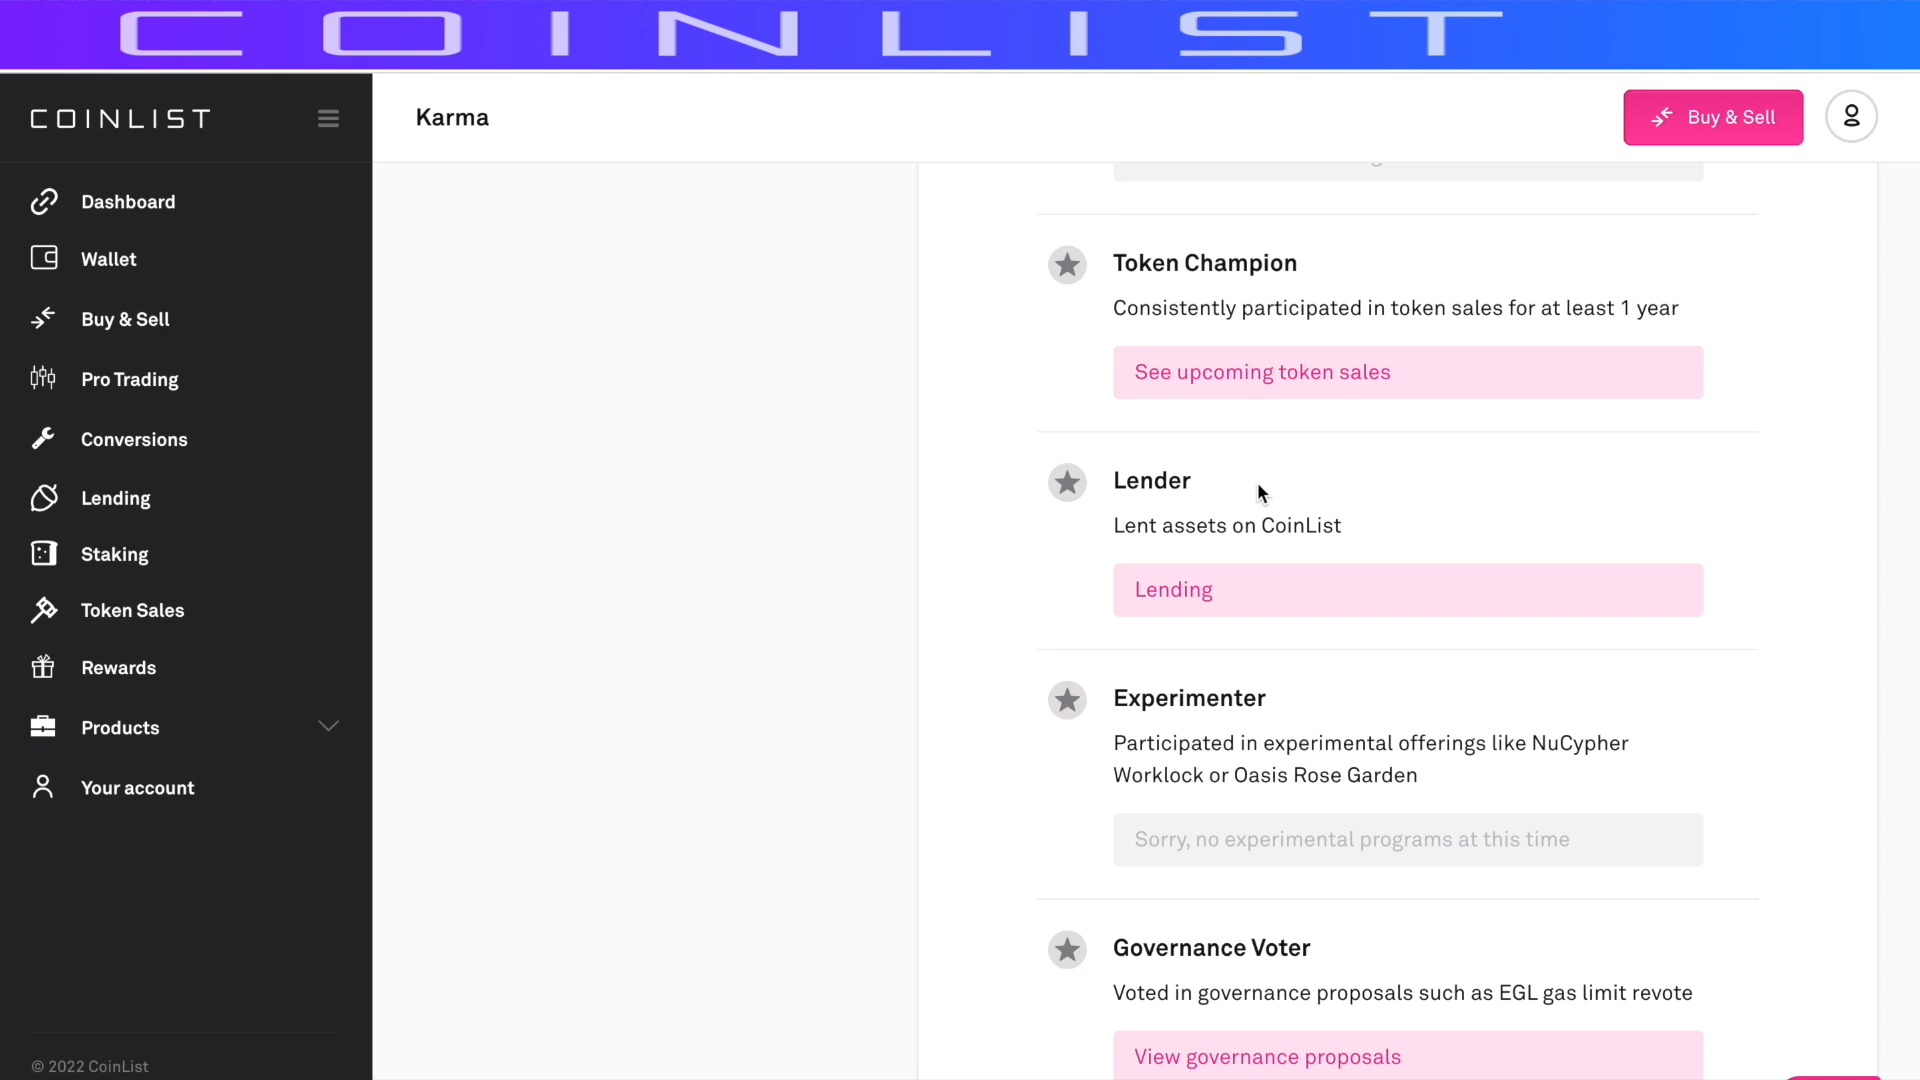 COINLIST
COINLIST
Karma
Buy & Sell
Dashboard
Wallet
Buy & Sell
Pro Trading
Conversions
Lending
Staking
Token Sales
Rewards
Products
Your account
© 2022 CoinList
Token Champion
Consistently participated in token sales for at least 1 year
See upcoming token sales
Lender
Lent assets on CoinList
Lending
Experimenter
Participated in experimental offerings like NuCypher
Worklock or Oasis Rose Garden
Sorry, no experimental programs at this time
Governance Voter
Voted in governance proposals such as EGL gas limit revote
View governance proposals